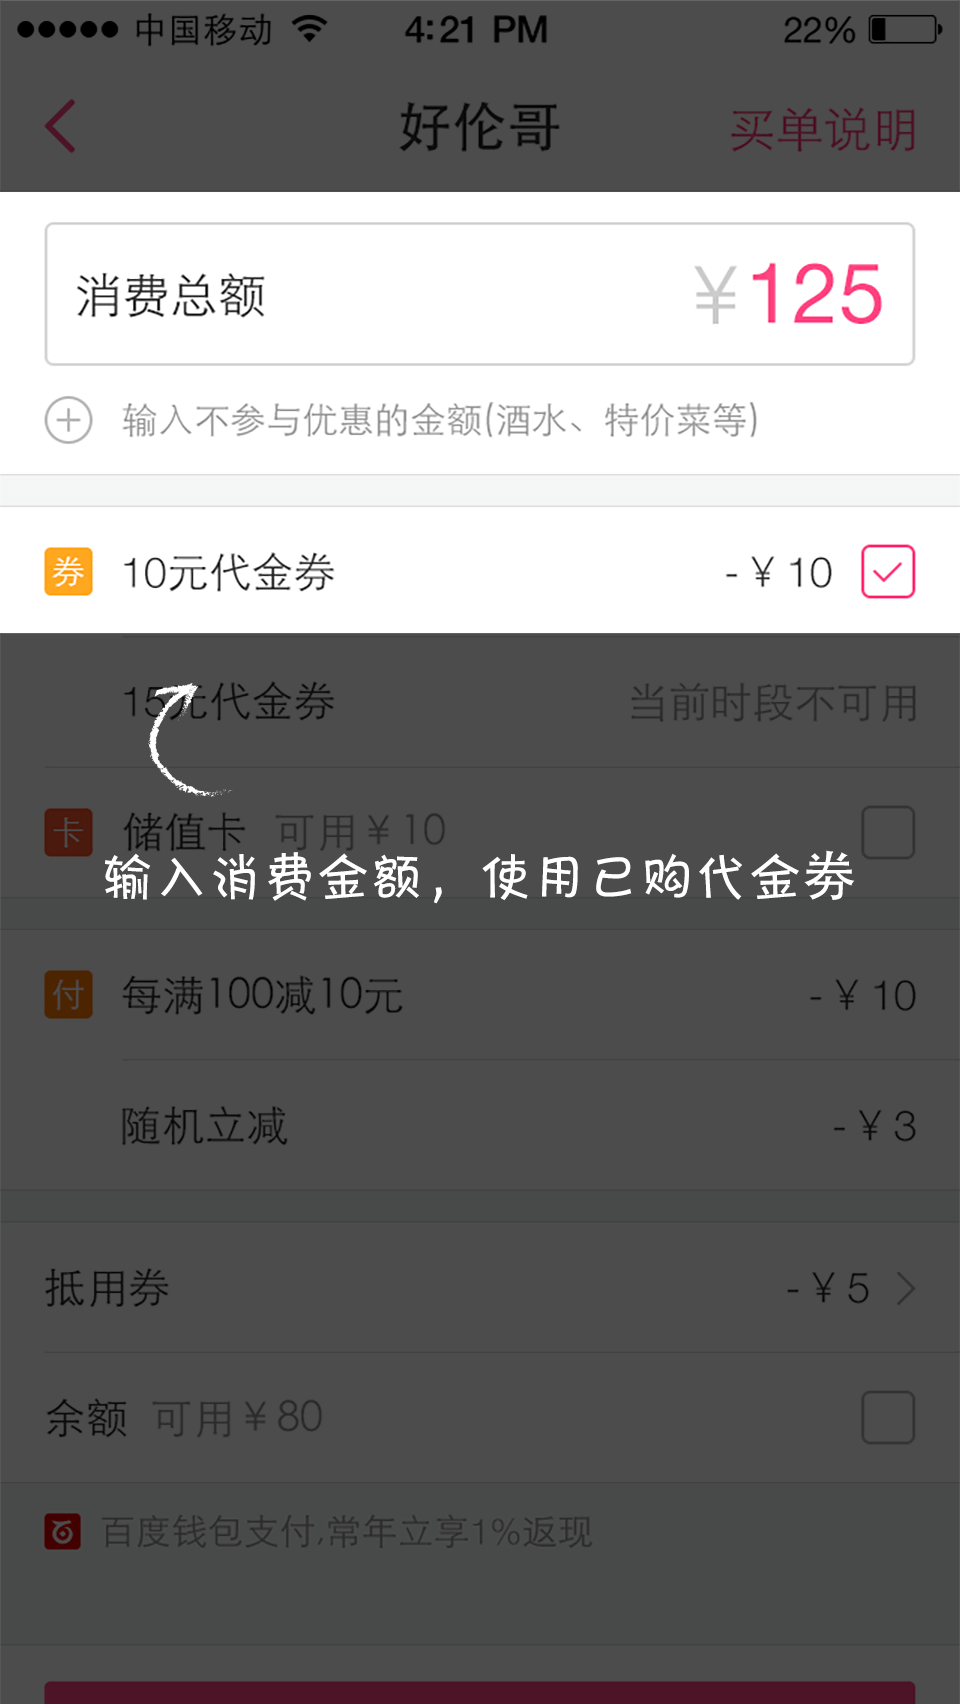 中国移动 4:21 PM 22%
好伦哥 买单说明
消费总额 ¥125
输入不参与优惠的金额(酒水、特价菜等)
券 10元代金券 -¥10
15元代金券 当前时段不可用
卡 储值卡 可用¥10
输入消费金额，使用已购代金券
付 每满100减10元 -¥10
随机立减 -¥3
抵用券 -¥5
余额 可用¥80
百度钱包支付,常年立享1%返现